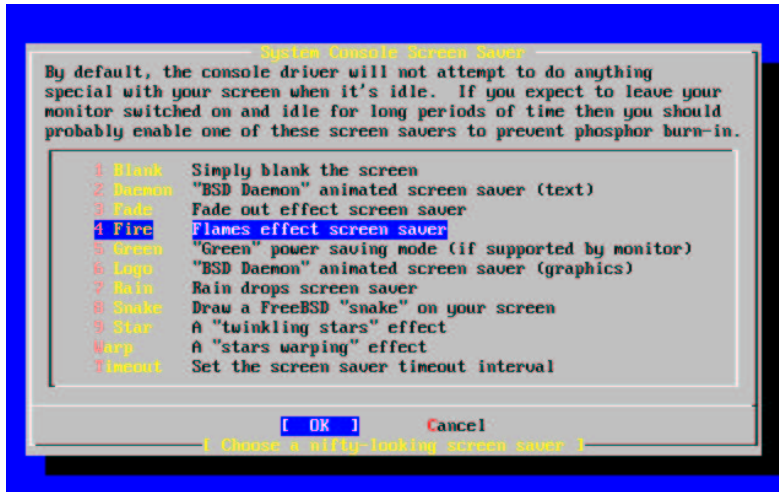 System Console Screen Saver
By default, the console driver will not attempt to do anything
special with your screen when it's idle.  If you expect to leave your
monitor switched on and idle for long periods of time then you should
probably enable one of these screen savers to prevent phosphor burn-in.
1 Blank Simply blank the screen
2 Daemon "BSD Daemon" animated screen saver (text)
3 Fade Fade out effect screen saver
4 Fire Flames effect screen saver
5 Green "Green" power saving mode (if supported by monitor)
6 Logo "BSD Daemon" animated screen saver (graphics)
7 Rain Rain drops screen saver
8 Snake Draw a FreeBSD "snake" on your screen
9 Star A "twinkling stars" effect
Warp A "stars warping" effect
Timeout Set the screen saver timeout interval
[ OK ] Cancel
[ Choose a nifty-looking screen saver ]